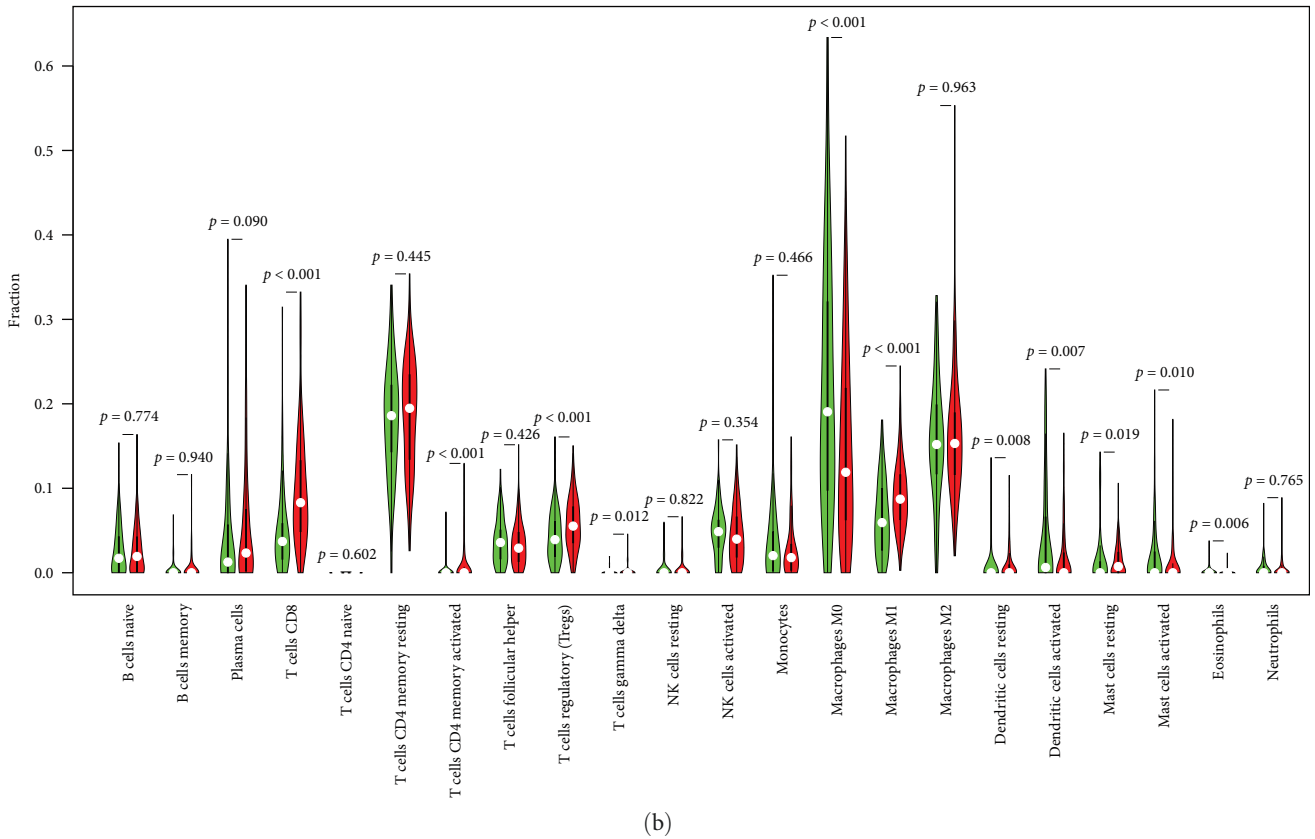 Fraction
0.6
0.5
0.4
0.3
0.2
0.1
0.0
p = 0.774
p = 0.940
p = 0.090
p < 0.001
p = 0.602
p = 0.445
p < 0.001
p = 0.426
p < 0.001
p = 0.012
p = 0.822
p = 0.354
p = 0.466
p < 0.001
p < 0.001
p = 0.963
p = 0.008
p = 0.007
p = 0.019
p = 0.010
p = 0.006
p = 0.765
B cells naive
B cells memory
Plasma cells
T cells CD8
T cells CD4 naive
T cells CD4 memory resting
T cells CD4 memory activated
T cells follicular helper
T cells regulatory (Tregs)
T cells gamma delta
NK cells resting
NK cells activated
Monocytes
Macrophages M0
Macrophages M1
Macrophages M2
Dendritic cells resting
Dendritic cells activated
Mast cells resting
Mast cells activated
Eosinophils
Neutrophils
(b)